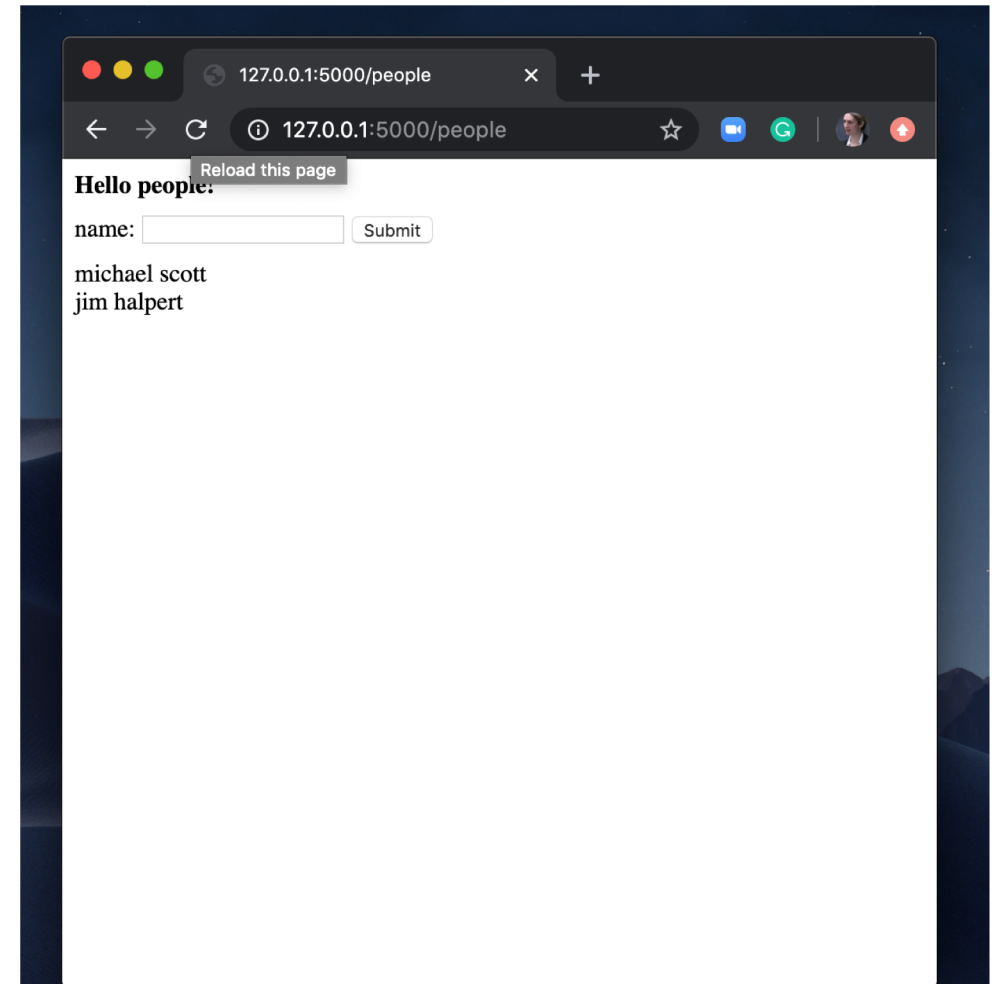 127.0.0.1:5000/people
127.0.0.1:5000/people
Reload this page
Hello people!
name:
Submit
michael scott
jim halpert